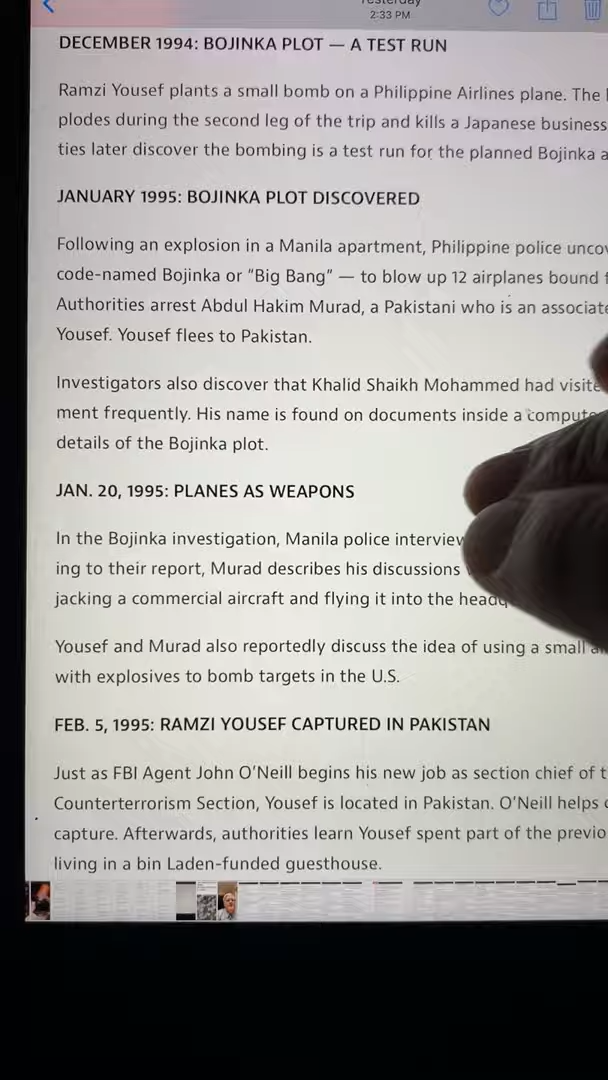 Yesterday
2:33 PM
DECEMBER 1994: BOJINKA PLOT — A TEST RUN
Ramzi Yousef plants a small bomb on a Philippine Airlines plane. The
plodes during the second leg of the trip and kills a Japanese business
ties later discover the bombing is a test run for the planned Bojinka
JANUARY 1995: BOJINKA PLOT DISCOVERED
Following an explosion in a Manila apartment, Philippine police unco
code-named Bojinka or "Big Bang" — to blow up 12 airplanes bound
Authorities arrest Abdul Hakim Murad, a Pakistani who is an associate
Yousef. Yousef flees to Pakistan.
Investigators also discover that Khalid Shaikh Mohammed had visite
ment frequently. His name is found on documents inside a compute
details of the Bojinka plot.
JAN. 20, 1995: PLANES AS WEAPONS
In the Bojinka investigation, Manila police interview
ing to their report, Murad describes his discussions
jacking a commercial aircraft and flying it into the head
Yousef and Murad also reportedly discuss the idea of using a small
with explosives to bomb targets in the U.S.
FEB. 5, 1995: RAMZI YOUSEF CAPTURED IN PAKISTAN
Just as FBI Agent John O'Neill begins his new job as section chief of
Counterterrorism Section, Yousef is located in Pakistan. O'Neill helps
capture. Afterwards, authorities learn Yousef spent part of the previo
living in a bin Laden-funded guesthouse.